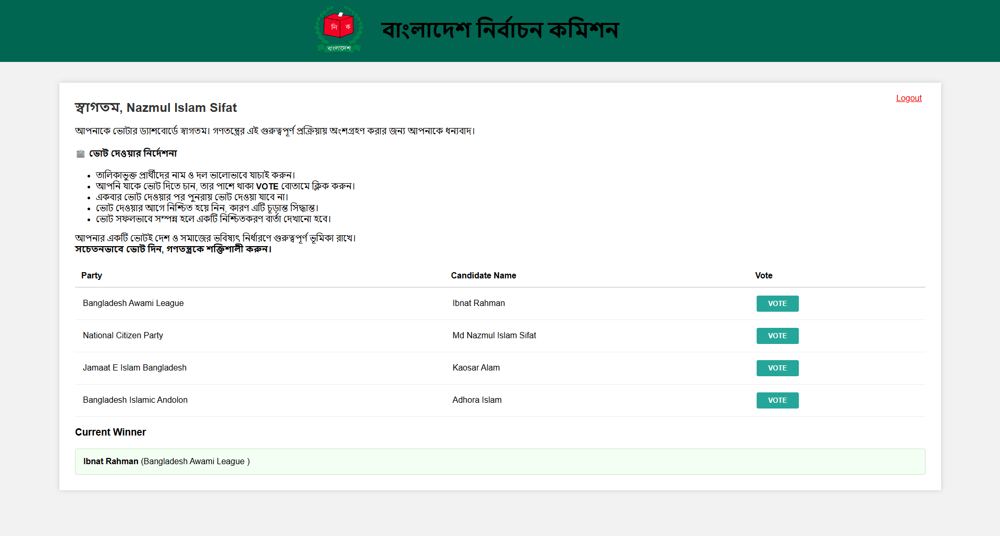 নি ক
বাংলাদেশ
বাংলাদেশ নির্বাচন কমিশন
Logout
স্বাগতম, Nazmul Islam Sifat
আপনাকে ভোটার ড্যাশবোর্ডে স্বাগতম। গণতন্ত্রের এই গুরুত্বপূর্ণ প্রক্রিয়ায় অংশগ্রহণ করার জন্য আপনাকে ধন্যবাদ।
ভোট দেওয়ার নির্দেশনা
• তালিকাভুক্ত প্রার্থীদের নাম ও দল ভালোভাবে যাচাই করুন।
• আপনি যাকে ভোট দিতে চান, তার পাশে থাকা VOTE বোতামে ক্লিক করুন।
• একবার ভোট দেওয়ার পর পুনরায় ভোট দেওয়া যাবে না।
• ভোট দেওয়ার আগে নিশ্চিত হয়ে নিন, কারণ এটি চূড়ান্ত সিদ্ধান্ত।
• ভোট সফলভাবে সম্পন্ন হলে একটি নিশ্চিতকরণ বার্তা দেখানো হবে।
আপনার একটি ভোটই দেশ ও সমাজের ভবিষ্যৎ নির্ধারণে গুরুত্বপূর্ণ ভূমিকা রাখে।
সচেতনভাবে ভোট দিন, গণতন্ত্রকে শক্তিশালী করুন।
Party Candidate Name Vote
Bangladesh Awami League Ibnat Rahman VOTE
National Citizen Party Md Nazmul Islam Sifat VOTE
Jamaat E Islam Bangladesh Kaosar Alam VOTE
Bangladesh Islamic Andolon Adhora Islam VOTE
Current Winner
Ibnat Rahman (Bangladesh Awami League )